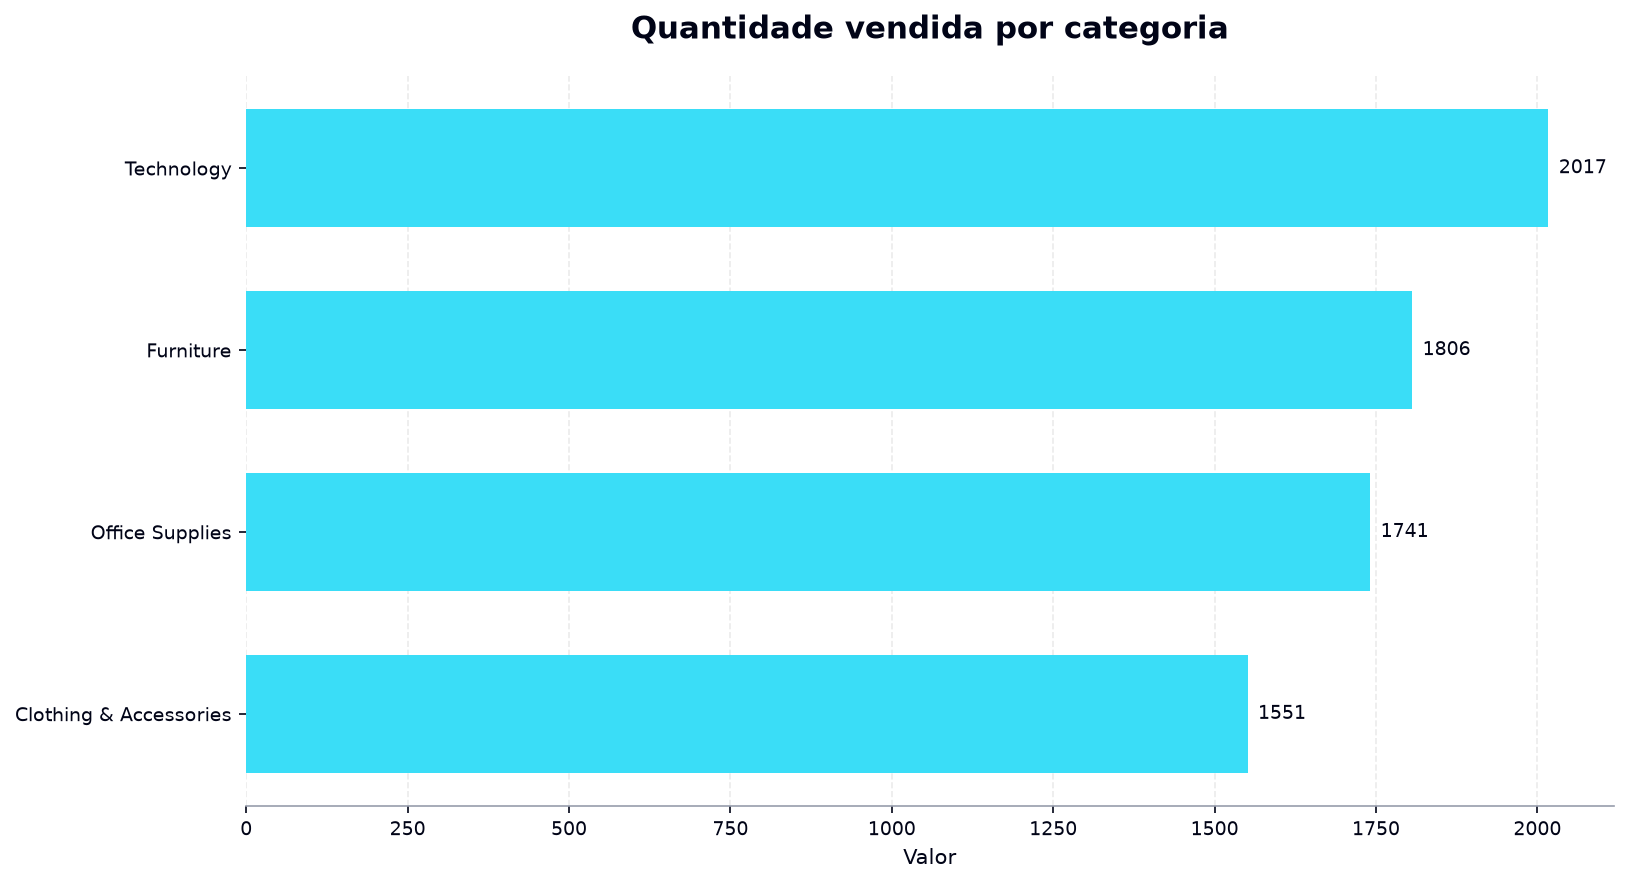 Quantidade vendida por categoria
Technology
2017
Furniture
1806
Office Supplies
1741
Clothing & Accessories
1551
0 250 500 750 1000 1250 1500 1750 2000
Valor